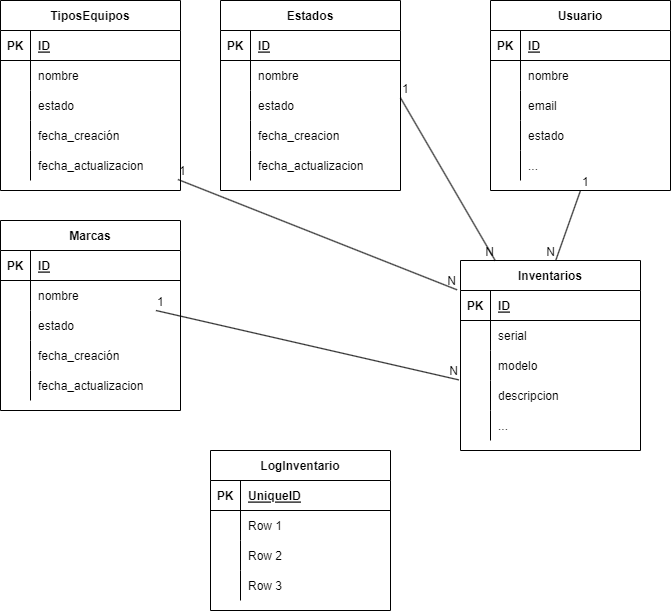 TiposEquipos
PK ID
nombre
estado
fecha_creación
fecha_actualizacion
1
Estados
PK ID
nombre
estado
fecha_creacion
fecha_actualizacion
1
Usuario
PK ID
nombre
email
estado
...
1
Marcas
PK ID
nombre
estado
fecha_creación
fecha_actualizacion
1
N
N
N
N
Inventarios
PK ID
serial
modelo
descripcion
...
LogInventario
PK UniqueID
Row 1
Row 2
Row 3